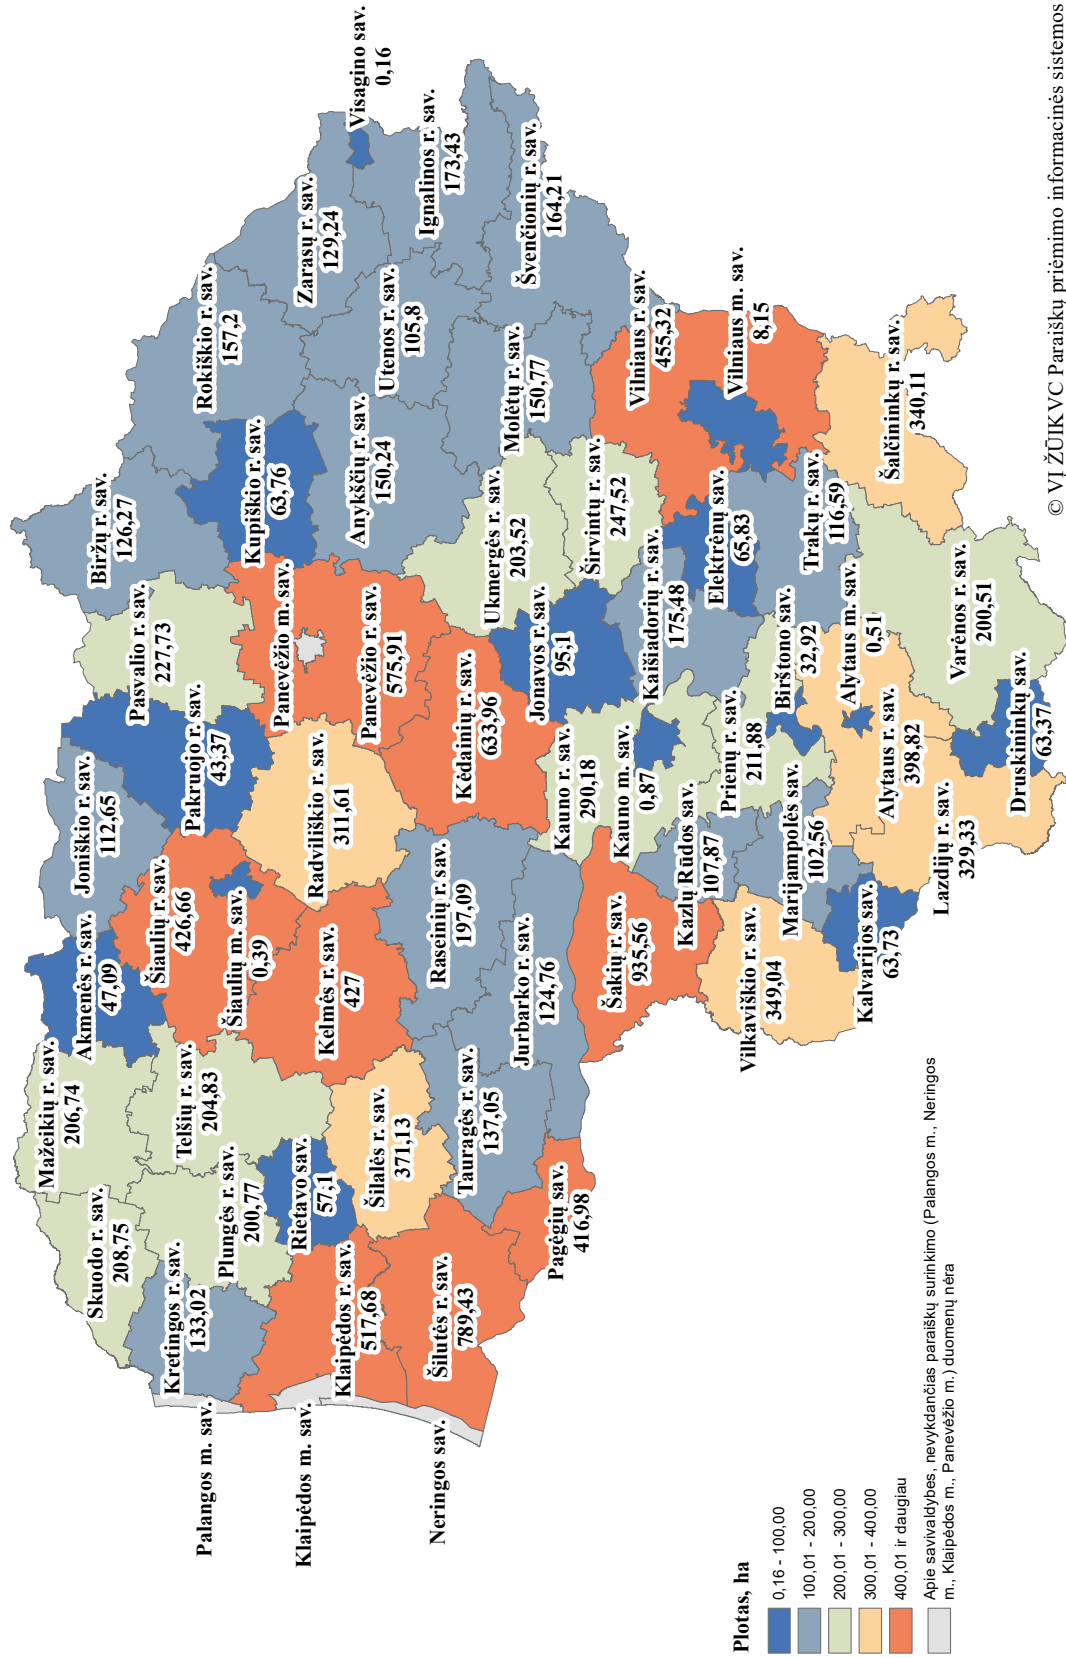 Skuodo r. sav.
208,75
Mažeikių r. sav.
206,74
Akmenės r. sav.
47,09
Joniškio r. sav.
112,65
Pasvalio r. sav.
227,73
Biržų r. sav.
126,27
Rokiškio r. sav.
157,2
Zarasų r. sav.
129,24
Visagino sav.
0,16
Palangos m. sav.
Kretingos r. sav.
133,02
Plungės r. sav.
200,77
Telšių r. sav.
204,83
Šiaulių r. sav.
426,66
Šiaulių m. sav.
0,39
Pakruojo r. sav.
43,37
Panevėžio m. sav.
Kupiškio r. sav.
63,76
Utenos r. sav.
105,8
Ignalinos r. sav.
173,43
Klaipėdos m. sav.
Klaipėdos r. sav.
517,68
Rietavo sav.
57,1
Kelmės r. sav.
427
Radviliškio r. sav.
311,61
Panevėžio r. sav.
575,91
Anykščių r. sav.
150,24
Švenčionių r. sav.
164,21
Neringos sav.
Šilutės r. sav.
789,43
Šilalės r. sav.
371,13
Tauragės r. sav.
137,05
Raseinių r. sav.
197,09
Kėdainių r. sav.
633,96
Ukmergės r. sav.
203,52
Molėtų r. sav.
150,77
Pagėgių sav.
416,98
Jurbarko r. sav.
124,76
Jonavos r. sav.
95,1
Širvintų r. sav.
247,52
Vilniaus r. sav.
455,32
Šakių r. sav.
935,56
Kauno r. sav.
290,18
Kauno m. sav.
0,87
Kaišiadorių r. sav.
175,48
Elektrėnų sav.
65,83
Vilniaus m. sav.
8,15
Kazlų Rūdos sav.
107,87
Prienų r. sav.
211,88
Birštono sav.
32,92
Trakų r. sav.
116,59
Vilkaviškio r. sav.
349,04
Marijampolės sav.
102,56
Alytaus m. sav.
0,51
Šalčininkų r. sav.
340,11
Kalvarijos sav.
63,73
Alytaus r. sav.
398,82
Lazdijų r. sav.
329,33
Varėnos r. sav.
200,51
Druskininkų sav.
63,37
Plotas, ha
0,16 - 100,00
100,01 - 200,00
200,01 - 300,00
300,01 - 400,00
400,01 ir daugiau
Apie savivaldybes, nevykdančias paraiškų surinkimo (Palangos m., Neringos
m., Klaipėdos m., Panevėžio m.) duomenų nėra
© VĮ ŽŪIKVC Paraiškų priėmimo informacinės sistemos